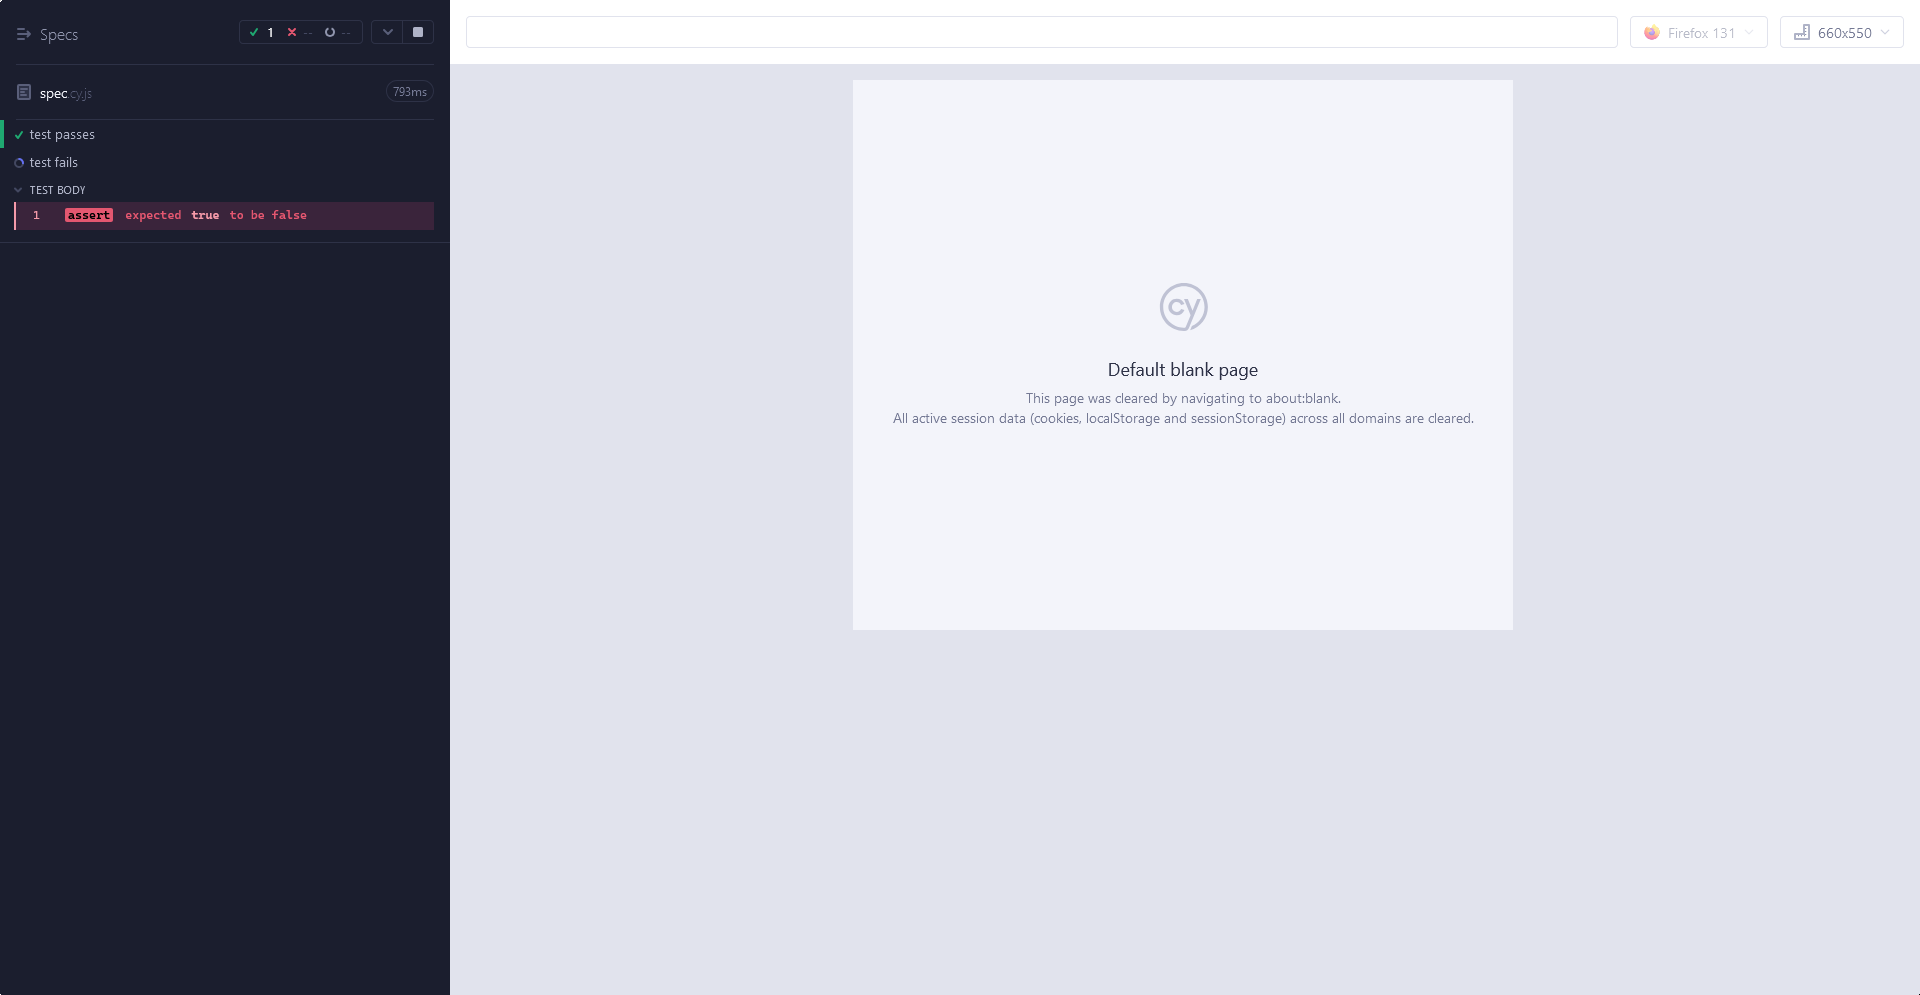 Specs
1 -- --
spec.cy.js
793ms
test passes
test fails
TEST BODY
1 assert expected true to be false
Firefox 131
660x550
cy
Default blank page
This page was cleared by navigating to about:blank.
All active session data (cookies, localStorage and sessionStorage) across all domains are cleared.